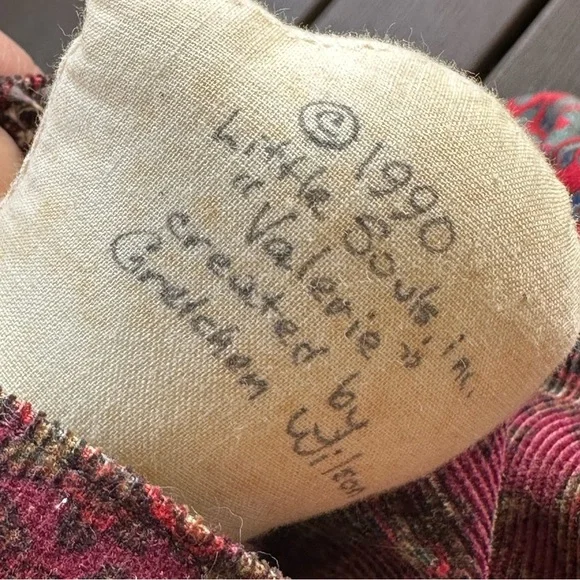 © 1990
Little Souls inc.
"Valerie"
created by
Gretchen Wilson